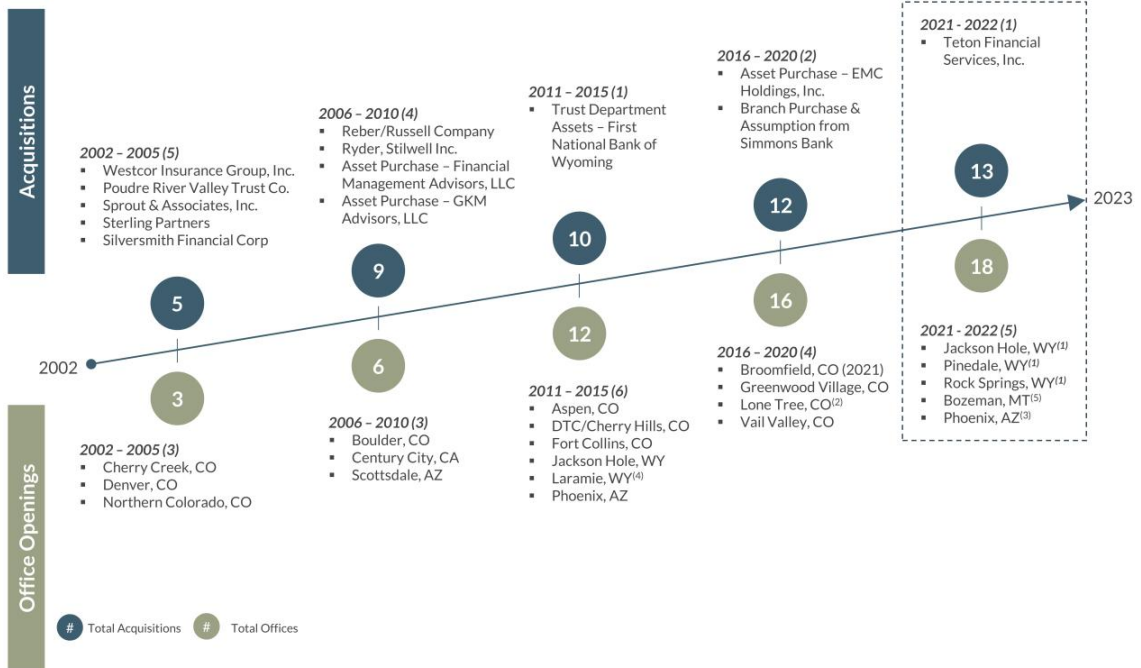 Acquisitions
2002 – 2005 (5)
▪ Westcor Insurance Group, Inc.
▪ Poudre River Valley Trust Co.
▪ Sprout & Associates, Inc.
▪ Sterling Partners
▪ Silversmith Financial Corp
2006 – 2010 (4)
▪ Reber/Russell Company
▪ Ryder, Stilwell Inc.
▪ Asset Purchase – Financial
Management Advisors, LLC
▪ Asset Purchase – GKM
Advisors, LLC
2011 – 2015 (1)
▪ Trust Department
Assets – First
National Bank of
Wyoming
2016 – 2020 (2)
▪ Asset Purchase – EMC
Holdings, Inc.
▪ Branch Purchase &
Assumption from
Simmons Bank
2021 - 2022 (1)
▪ Teton Financial
Services, Inc.
5
9
10
12
13
2002
2023
3
6
12
16
18
Office Openings
2002 – 2005 (3)
▪ Cherry Creek, CO
▪ Denver, CO
▪ Northern Colorado, CO
2006 – 2010 (3)
▪ Boulder, CO
▪ Century City, CA
▪ Scottsdale, AZ
2011 – 2015 (6)
▪ Aspen, CO
▪ DTC/Cherry Hills, CO
▪ Fort Collins, CO
▪ Jackson Hole, WY
▪ Laramie, WY(4)
▪ Phoenix, AZ
2016 – 2020 (4)
▪ Broomfield, CO (2021)
▪ Greenwood Village, CO
▪ Lone Tree, CO(2)
▪ Vail Valley, CO
2021 - 2022 (5)
▪ Jackson Hole, WY(1)
▪ Pinedale, WY(1)
▪ Rock Springs, WY(1)
▪ Bozeman, MT(5)
▪ Phoenix, AZ(3)
# Total Acquisitions
# Total Offices